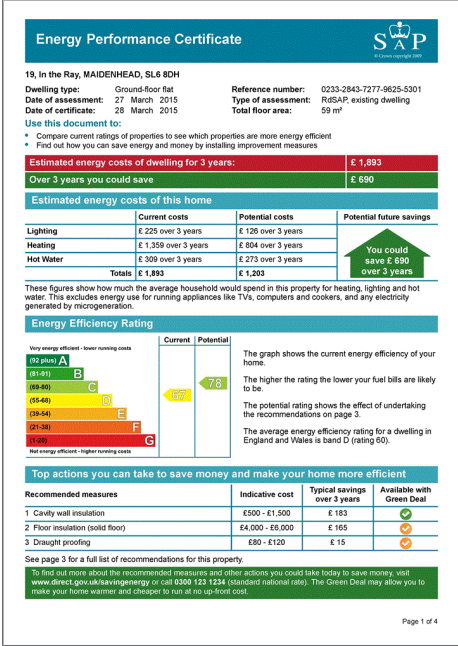 Energy Performance Certificate
SAP
© Crown copyright 2009
19, In the Ray, MAIDENHEAD, SL6 8DH
Dwelling type: Ground-floor flat Reference number: 0233-2843-7277-9625-5301
Date of assessment: 27 March 2015 Type of assessment: RdSAP, existing dwelling
Date of certificate: 28 March 2015 Total floor area: 59 m²
Use this document to:
• Compare current ratings of properties to see which properties are more energy efficient
• Find out how you can save energy and money by installing improvement measures
Estimated energy costs of dwelling for 3 years: £ 1,893
Over 3 years you could save £ 690
Estimated energy costs of this home
Current costs Potential costs Potential future savings
Lighting £ 225 over 3 years £ 126 over 3 years
Heating £ 1,359 over 3 years £ 804 over 3 years
Hot Water £ 309 over 3 years £ 273 over 3 years
Totals £ 1,893 £ 1,203
You could
save £ 690
over 3 years
These figures show how much the average household would spend in this property for heating, lighting and hot
water. This excludes energy use for running appliances like TVs, computers and cookers, and any electricity
generated by microgeneration.
Energy Efficiency Rating
Current Potential
Very energy efficient - lower running costs
(92 plus) A
(81-91) B
(69-80) C
(55-68) D
(39-54) E
(21-38) F
(1-20) G
Not energy efficient - higher running costs
67
78
The graph shows the current energy efficiency of your
home.
The higher the rating the lower your fuel bills are likely
to be.
The potential rating shows the effect of undertaking
the recommendations on page 3.
The average energy efficiency rating for a dwelling in
England and Wales is band D (rating 60).
Top actions you can take to save money and make your home more efficient
Recommended measures Indicative cost Typical savings over 3 years Available with Green Deal
1 Cavity wall insulation £500 - £1,500 £ 183
2 Floor insulation (solid floor) £4,000 - £6,000 £ 165
3 Draught proofing £80 - £120 £ 15
See page 3 for a full list of recommendations for this property.
To find out more about the recommended measures and other actions you could take today to save money, visit
www.direct.gov.uk/savingenergy or call 0300 123 1234 (standard national rate). The Green Deal may allow you to
make your home warmer and cheaper to run at no up-front cost.
Page 1 of 4